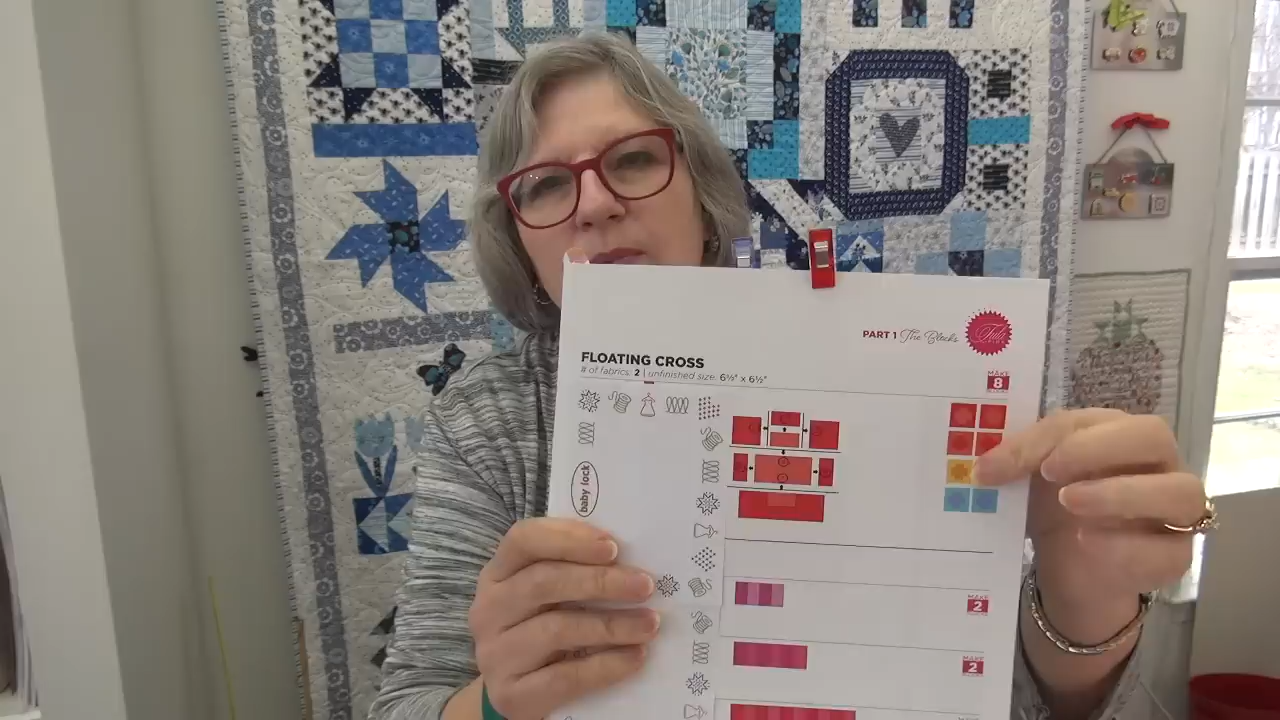 PART 1 The Blocks
FLOATING CROSS
# of fabrics: 2 | unfinished size: 6½" x 6½"
MAKE
8
baby lock
MAKE
2
MAKE
2